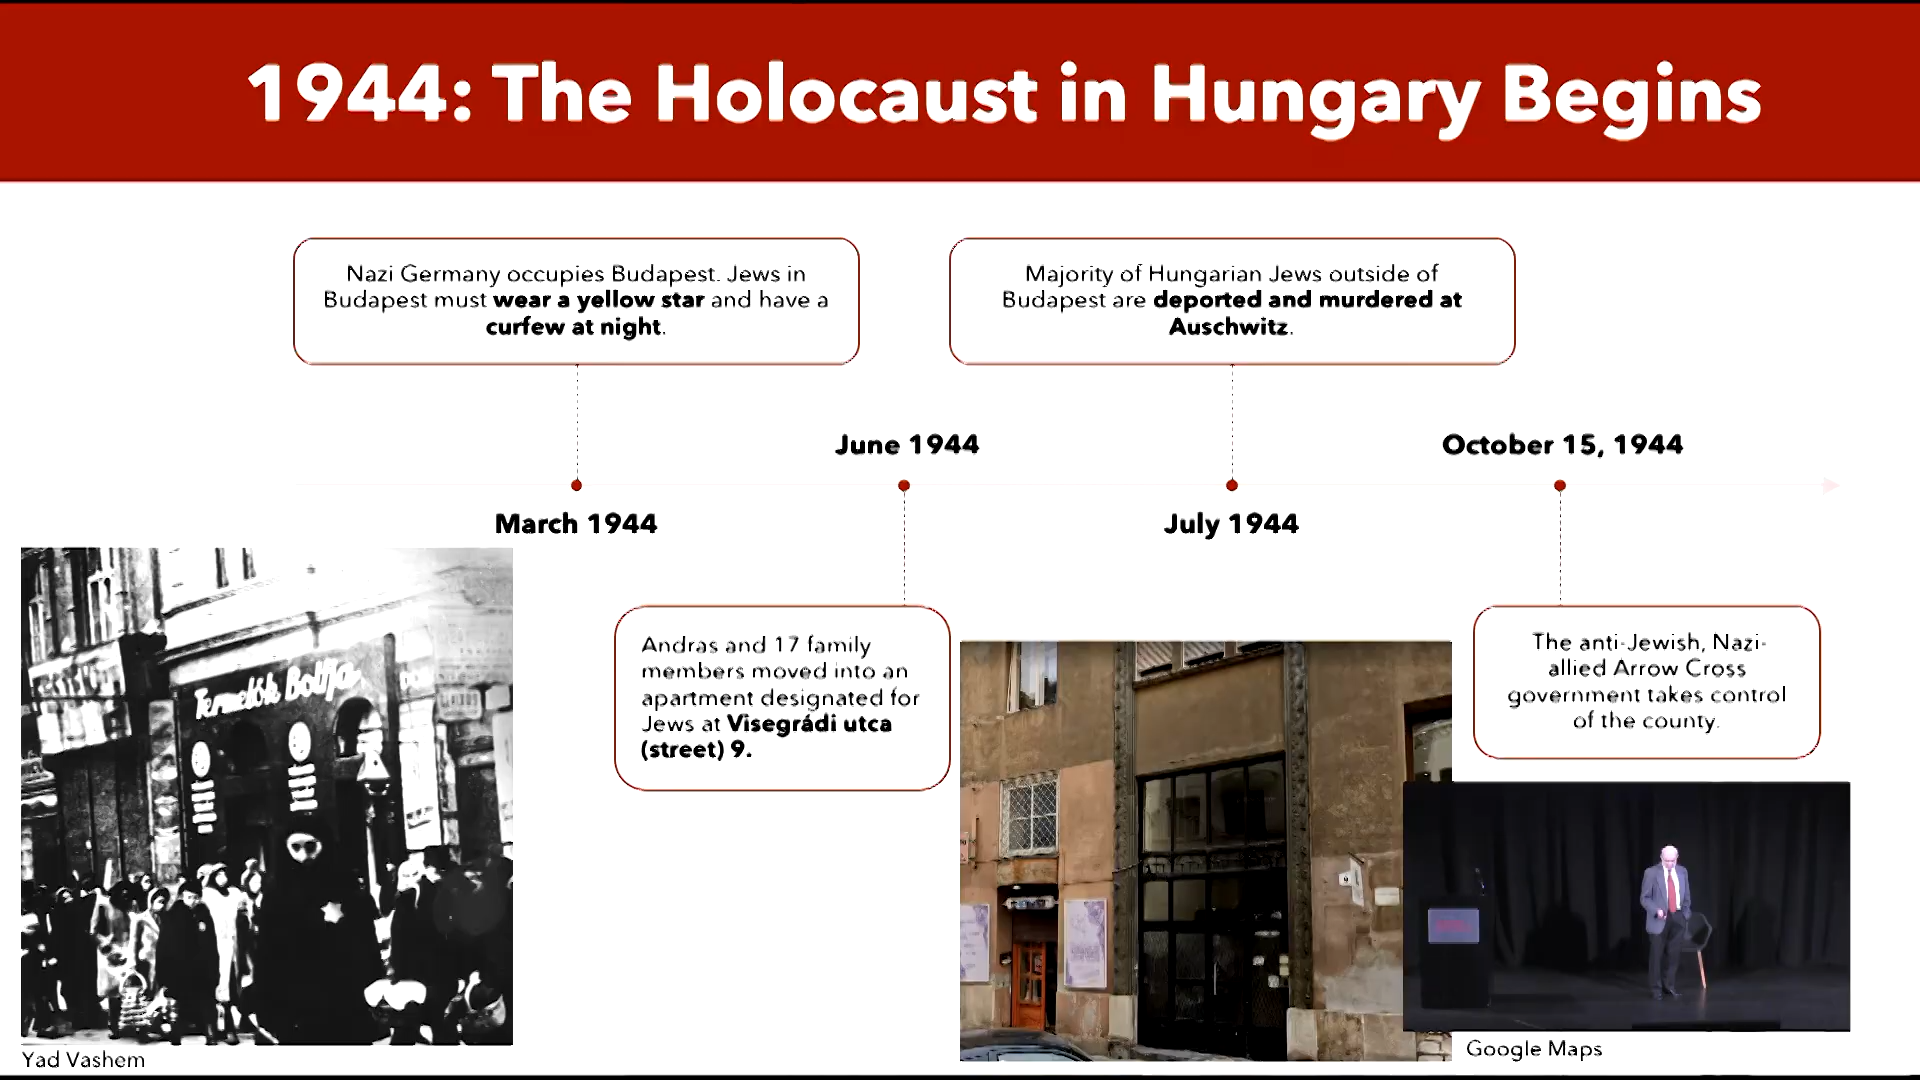 1944: The Holocaust in Hungary Begins
Nazi Germany occupies Budapest. Jews in
Budapest must wear a yellow star and have a
curfew at night.
Majority of Hungarian Jews outside of
Budapest are deported and murdered at
Auschwitz.
June 1944
October 15, 1944
March 1944
July 1944
Andras and 17 family
members moved into an
apartment designated for
Jews at Visegrádi utca
(street) 9.
The anti-Jewish, Nazi-
allied Arrow Cross
government takes control
of the county.
Termelők Boltja
Yad Vashem
Google Maps